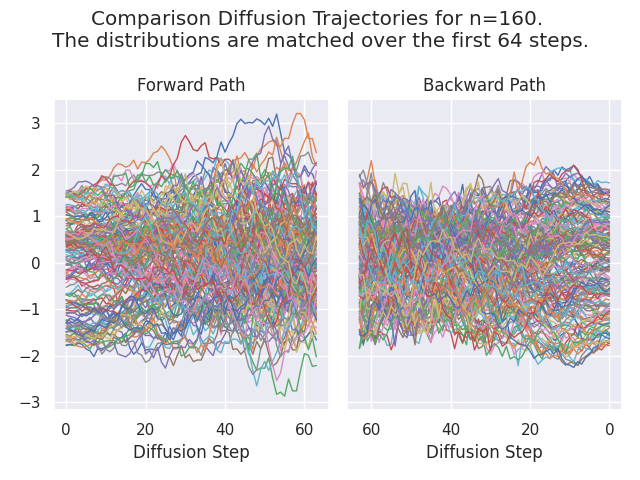 Comparison Diffusion Trajectories for n=160.
The distributions are matched over the first 64 steps.
Forward Path
Backward Path
3
2
1
0
−1
−2
−3
0 20 40 60
60 40 20 0
Diffusion Step
Diffusion Step